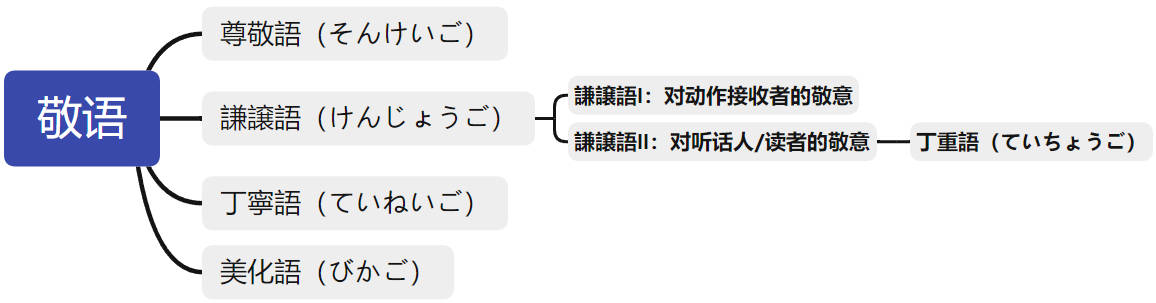 敬语
尊敬語（そんけいご）
謙譲語（けんじょうご）
謙譲語I：对动作接收者的敬意
謙譲語II：对听话人/读者的敬意
丁重語（ていちょうご）
丁寧語（ていねいご）
美化語（びかご）